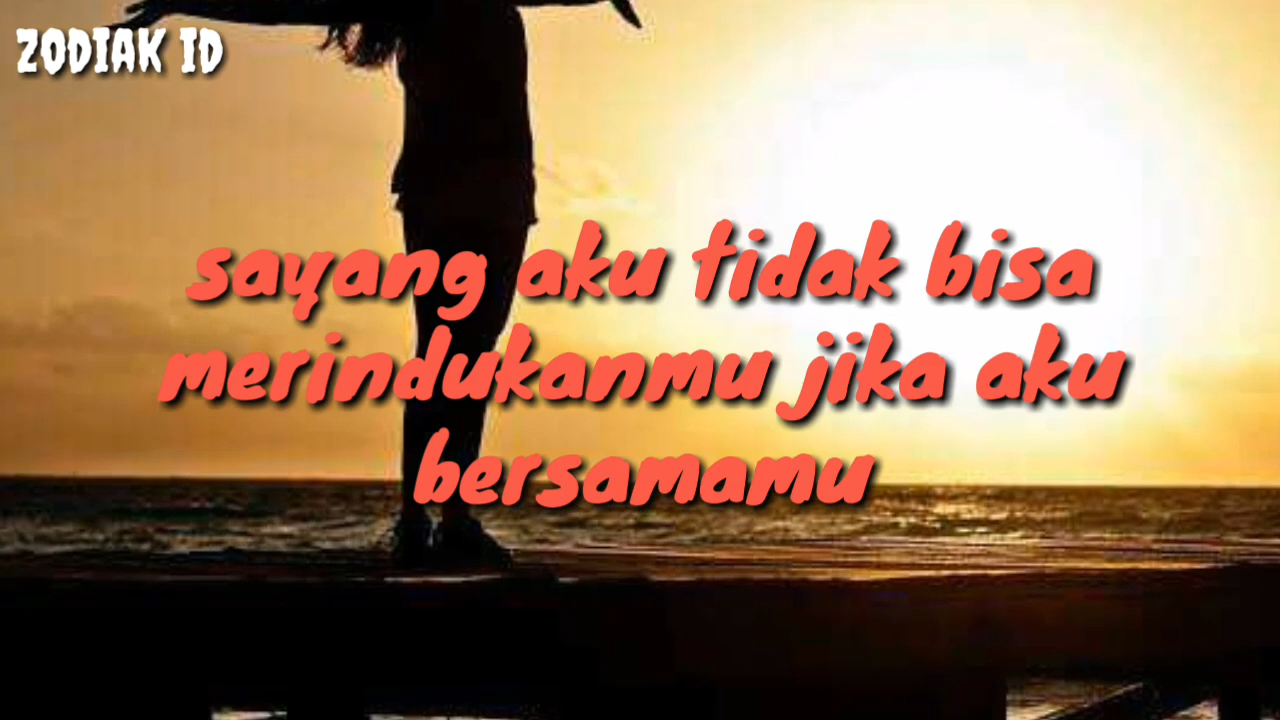 ZODIAK ID
sayang aku tidak bisa
merindukanmu jika aku
bersamamu